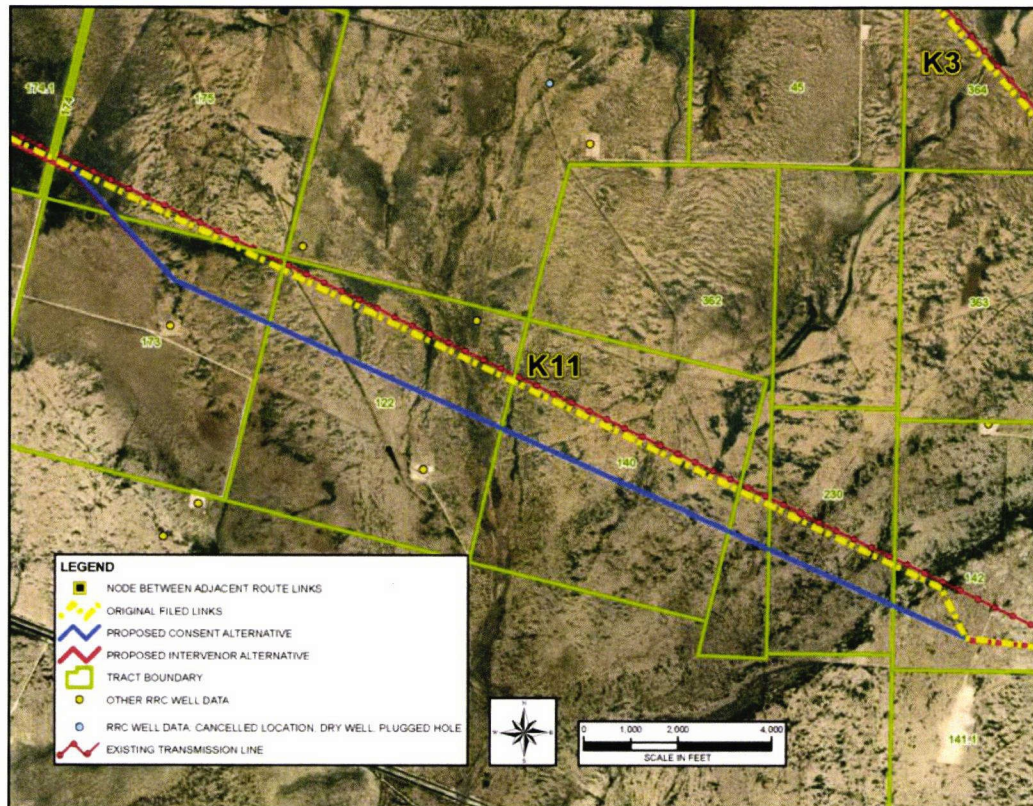 K3
45
364
174.1
174
175
362
363
173
K11
122
140
230
142
141.1
LEGEND
NODE BETWEEN ADJACENT ROUTE LINKS
ORIGINAL FILED LINKS
PROPOSED CONSENT ALTERNATIVE
PROPOSED INTERVENOR ALTERNATIVE
TRACT BOUNDARY
OTHER RRC WELL DATA
RRC WELL DATA. CANCELLED LOCATION. DRY WELL. PLUGGED HOLE
EXISTING TRANSMISSION LINE
N
W E
S
0 1,000 2,000 4,000
SCALE IN FEET